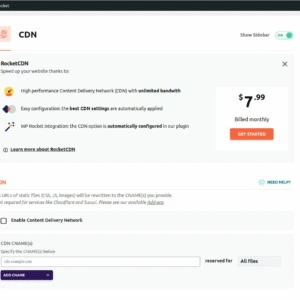 cket
CDN
Show Sidebar
ON
RocketCDN
Speed up your website thanks to:
High performance Content Delivery Network (CDN) with unlimited bandwith
Easy configuration: the best CDN settings are automatically applied
WP Rocket integration: the CDN option is automatically configured in our plugin
Learn more about RocketCDN
$7.99
Billed monthly
GET STARTED
DN
NEED HELP?
URLs of static files (CSS, JS, images) will be rewritten to the CNAME(s) you provide.
required for services like Cloudflare and Sucuri. Please see our available Add-ons.
Enable Content Delivery Network
CDN CNAME(s)
Specify the CNAME(s) below
cdn.example.com
reserved for
All files
ADD CNAME +